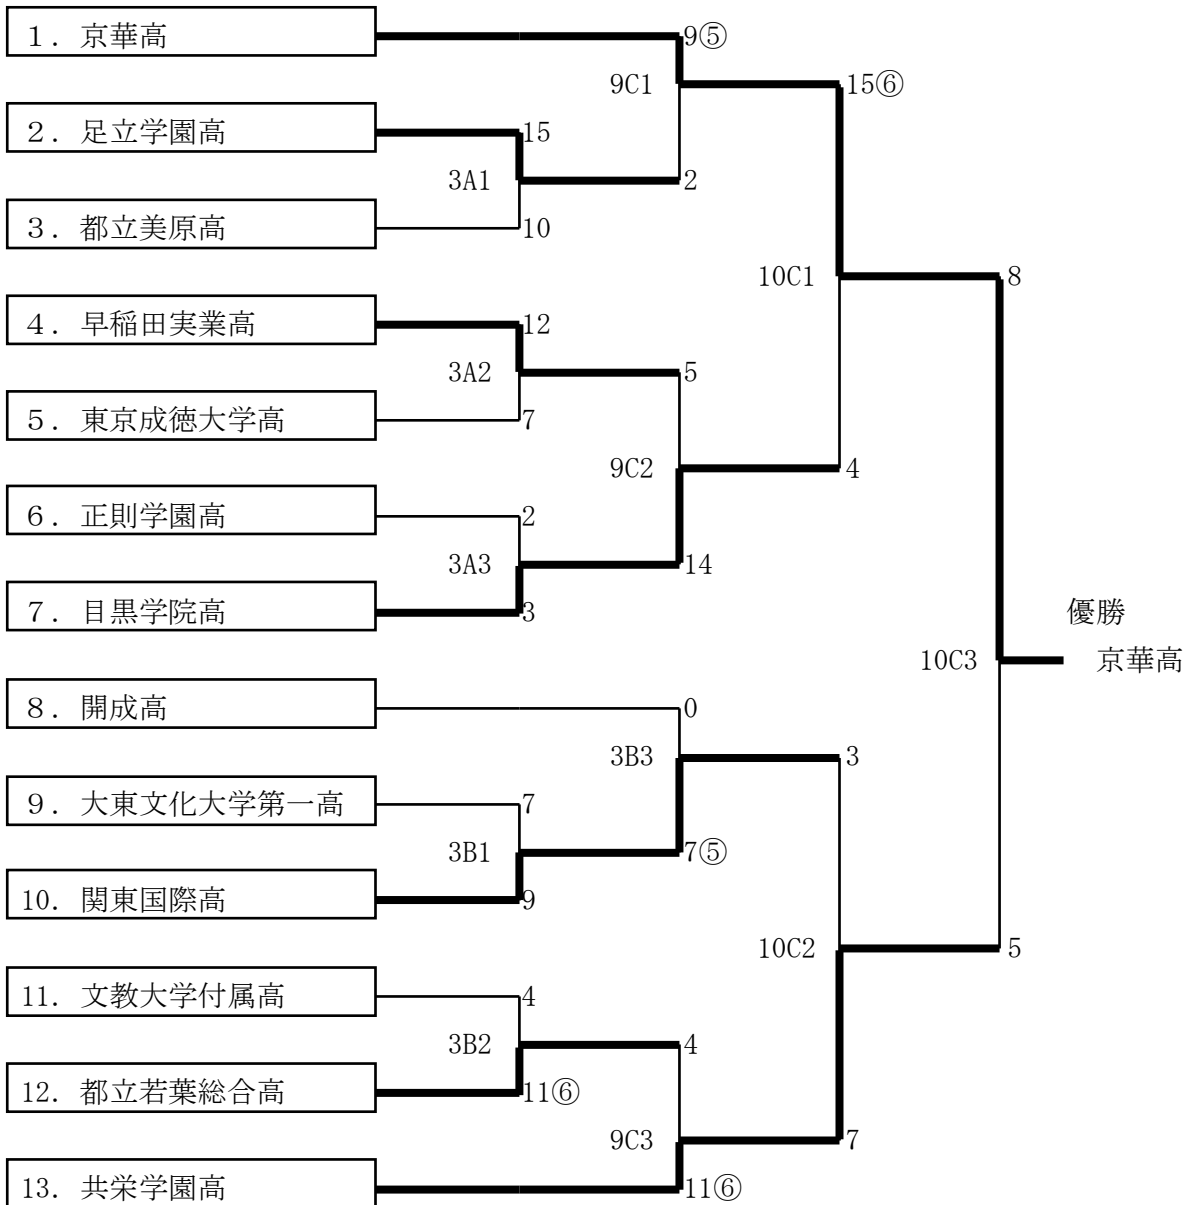 １．京華高
9⑤
9C1
15⑥
２．足立学園高
15
3A1
2
３．都立美原高
10
10C1
8
４．早稲田実業高
12
3A2
5
５．東京成徳大学高
7
9C2
4
６．正則学園高
2
3A3
14
７．目黒学院高
3
優勝
10C3
京華高
８．開成高
0
3B3
3
９．大東文化大学第一高
7
3B1
7⑤
10．関東国際高
9
10C2
5
11．文教大学付属高
4
3B2
4
12．都立若葉総合高
11⑥
9C3
7
13．共栄学園高
11⑥